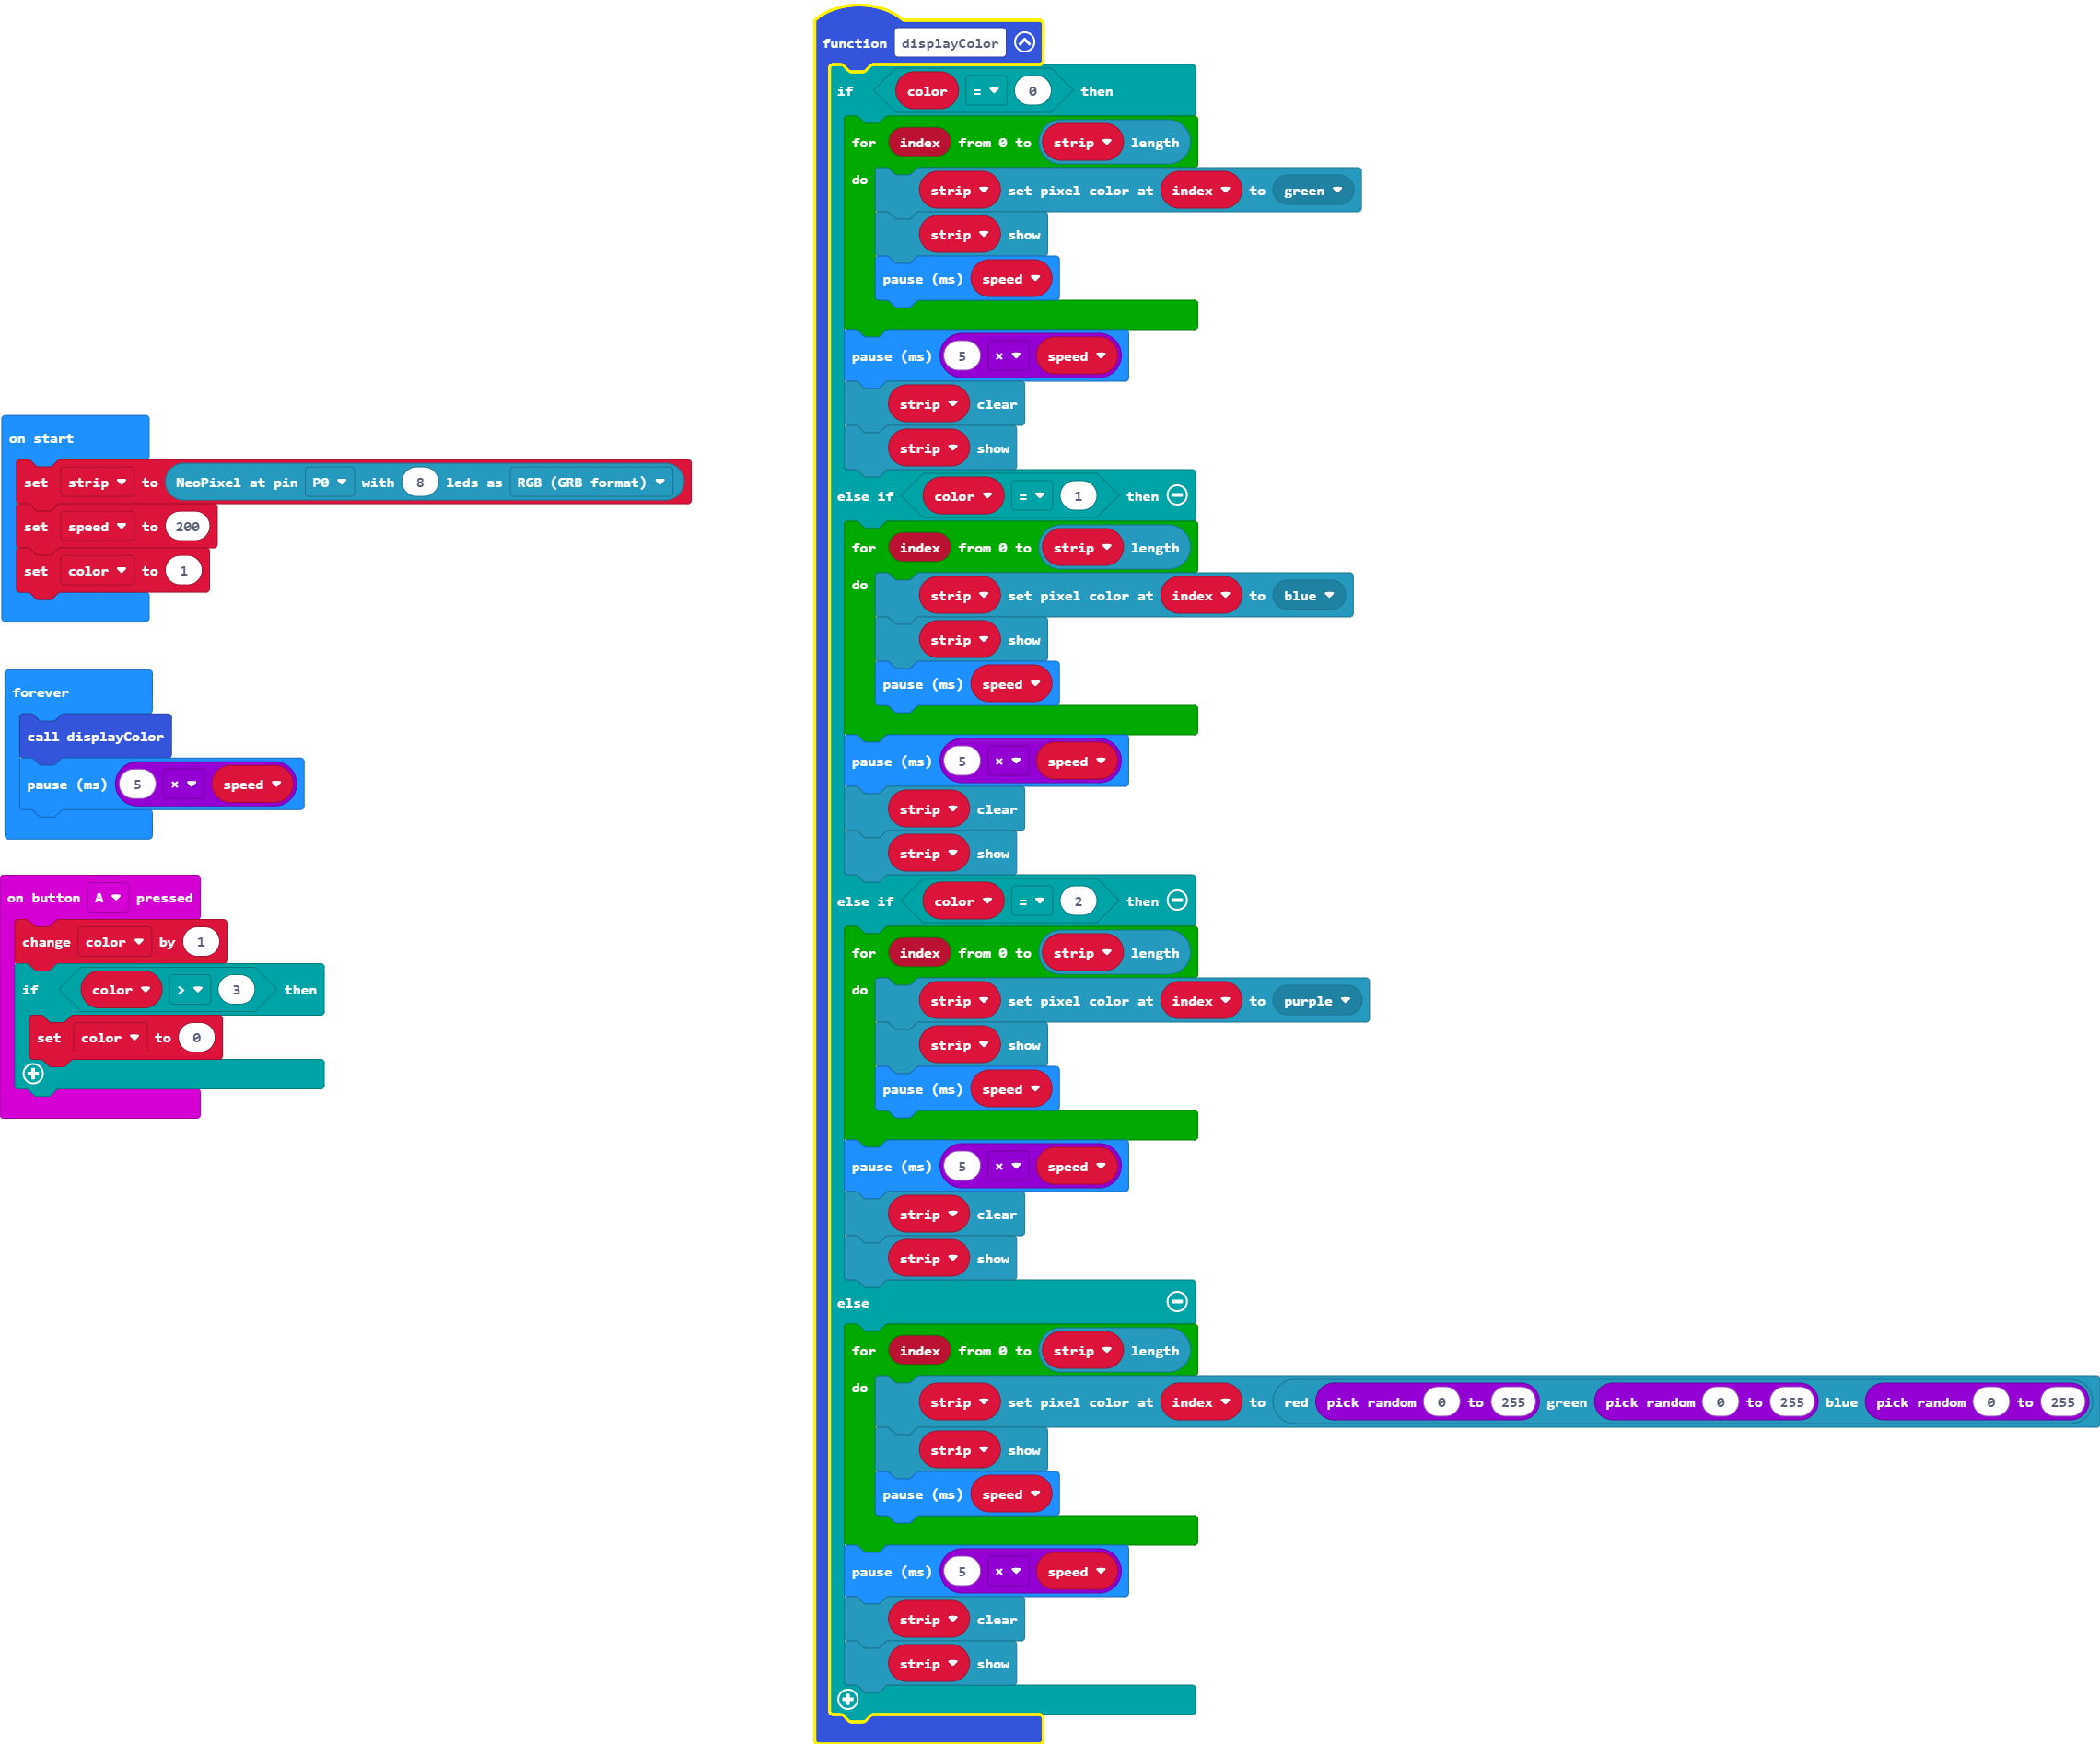 on start
set strip to NeoPixel at pin P0 with 8 leds as RGB (GRB format)
set speed to 200
set color to 1
forever
call displayColor
pause (ms) 5 × speed
on button A pressed
change color by 1
if color > 3 then
set color to 0
function displayColor
if color = 0 then
for index from 0 to strip length
do strip set pixel color at index to green
strip show
pause (ms) speed
pause (ms) 5 × speed
strip clear
strip show
else if color = 1 then
for index from 0 to strip length
do strip set pixel color at index to blue
strip show
pause (ms) speed
pause (ms) 5 × speed
strip clear
strip show
else if color = 2 then
for index from 0 to strip length
do strip set pixel color at index to purple
strip show
pause (ms) speed
pause (ms) 5 × speed
strip clear
strip show
else
for index from 0 to strip length
do strip set pixel color at index to red pick random 0 to 255 green pick random 0 to 255 blue pick random 0 to 255
strip show
pause (ms) speed
pause (ms) 5 × speed
strip clear
strip show